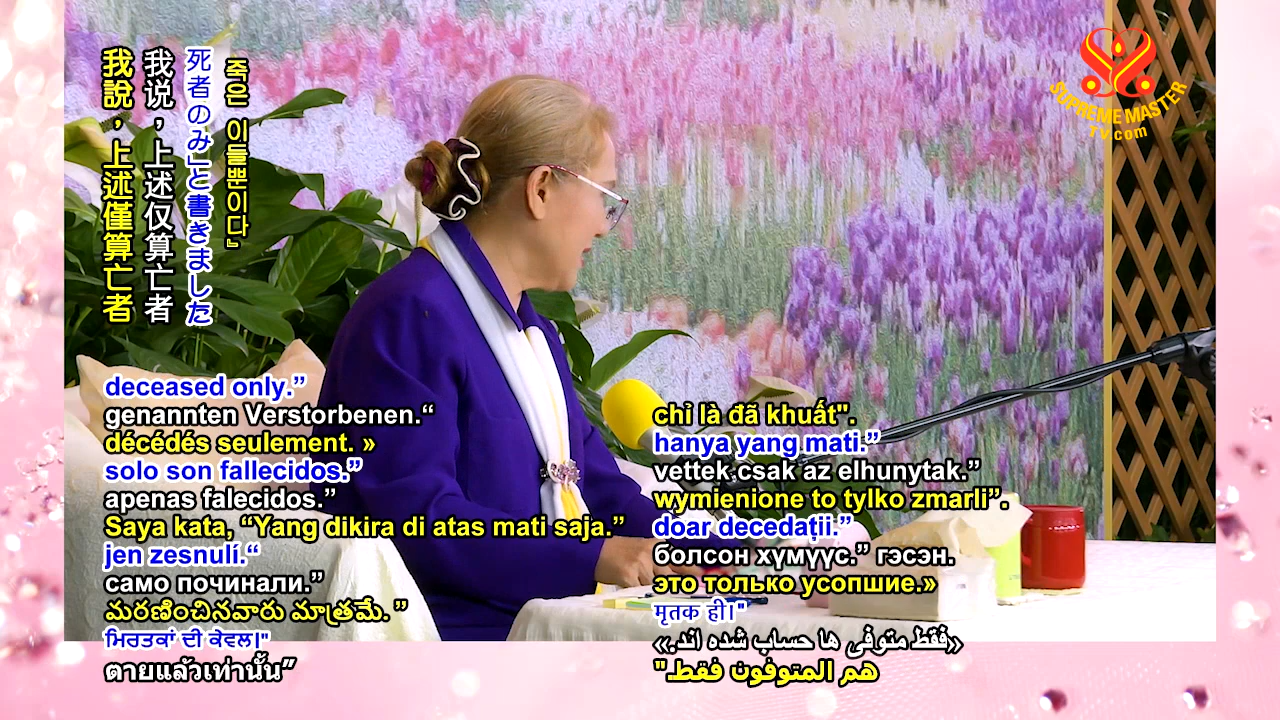 我說，上述僅算亡者
我说，上述仅算亡者
死者のみ」と書きました
죽은 이들뿐이다』
SUPREME MASTER
TV.com
deceased only.”
genannten Verstorbenen.“
décédés seulement. »
solo son fallecidos.”
apenas falecidos.”
Saya kata, “Yang dikira di atas mati saja.”
jen zesnulí.“
само починали.”
మరణించినవారు మాత్రమే.”
ਮਿਰਤਕਾਂ ਦੀ ਕੇਵਲ।"
ตายแล้วเท่านั้น”
chỉ là đã khuất".
hanya yang mati.”
vettek csak az elhunytak.”
wymienione to tylko zmarli”.
doar decedații.”
болсон хүмүүс.” гэсэн.
это только усопшие.»
मृतक ही।"
«فقط متوفی ها حساب شده اند.»
هم المتوفون فقط."